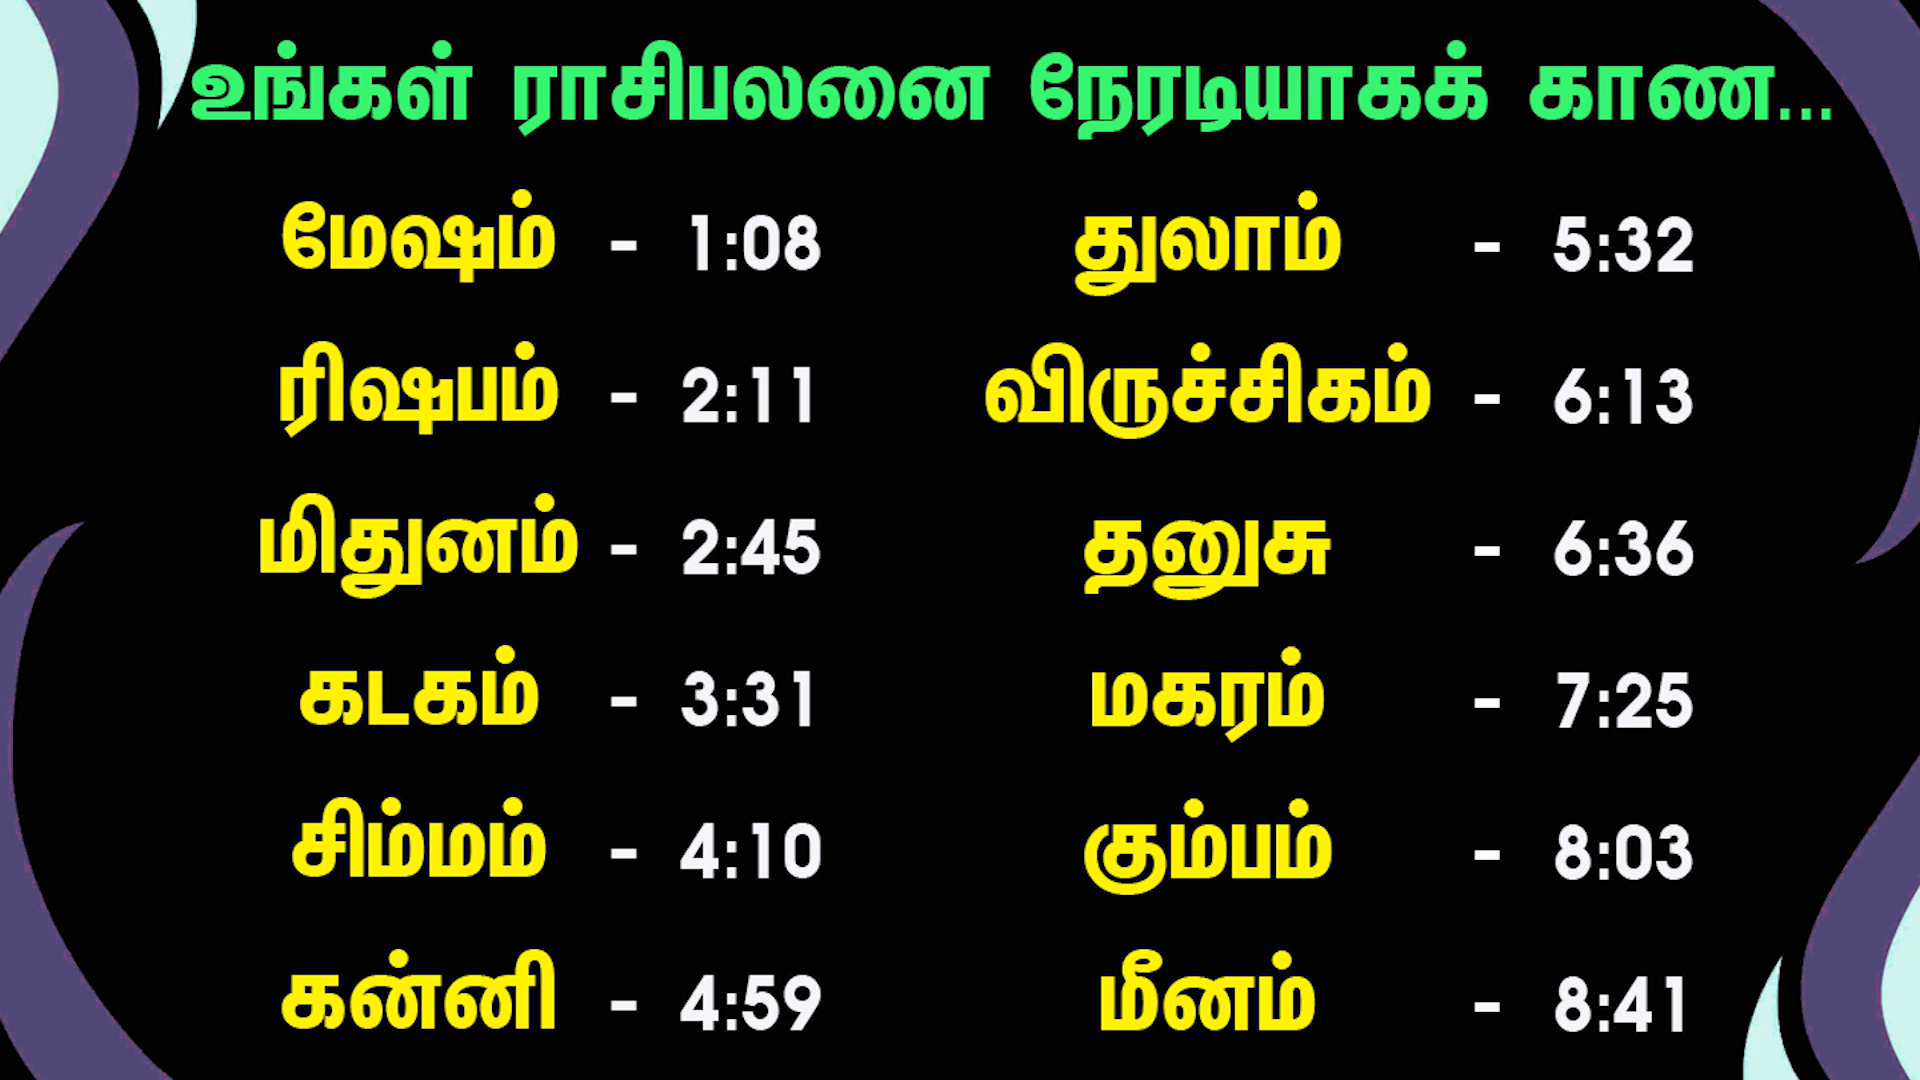 உங்கள் ராசிபலனை நேரடியாகக் காண...
மேஷம் - 1:08
ரிஷபம் - 2:11
மிதுனம் - 2:45
கடகம் - 3:31
சிம்மம் - 4:10
கன்னி - 4:59
துலாம் - 5:32
விருச்சிகம் - 6:13
தனுசு - 6:36
மகரம் - 7:25
கும்பம் - 8:03
மீனம் - 8:41